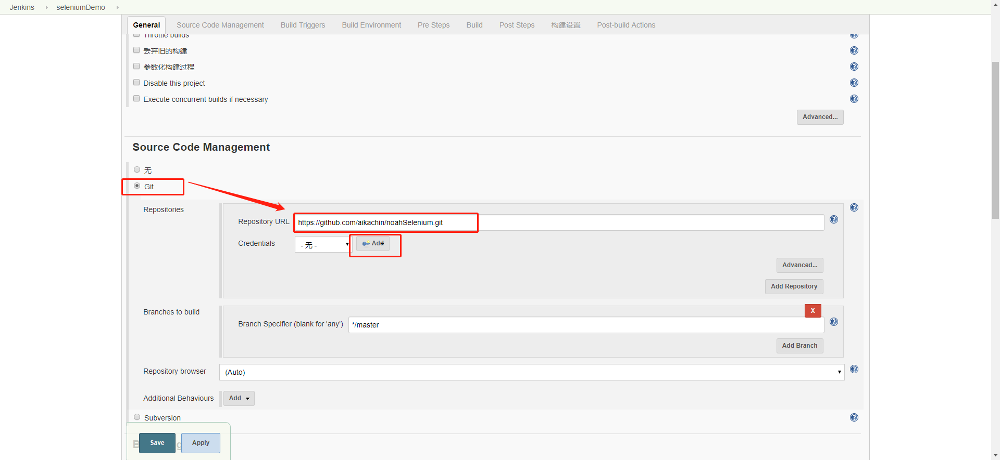 Jenkins seleniumDemo
General Source Code Management Build Triggers Build Environment Pre Steps Build Post Steps 构建设置 Post-build Actions
Throttle builds
丢弃旧的构建
参数化构建过程
Disable this project
Execute concurrent builds if necessary
Advanced...
Source Code Management
无
Git
Repositories
Repository URL https://github.com/aikachin/noahSelenium.git
Credentials - 无 - Add
Advanced...
Add Repository
Branches to build
X
Branch Specifier (blank for 'any') */master
Add Branch
Repository browser (Auto)
Additional Behaviours Add
Subversion
Save Apply